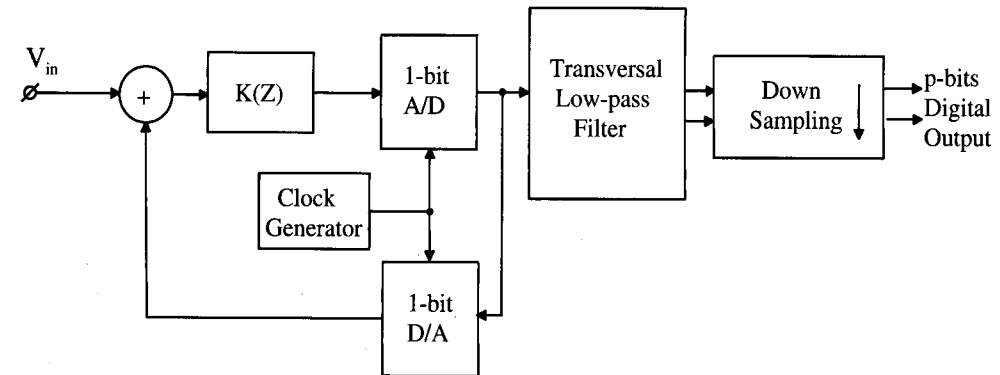 V_in
+
K(Z)
1-bit
A/D
Transversal
Low-pass
Filter
Down
Sampling
p-bits
Digital
Output
Clock
Generator
1-bit
D/A